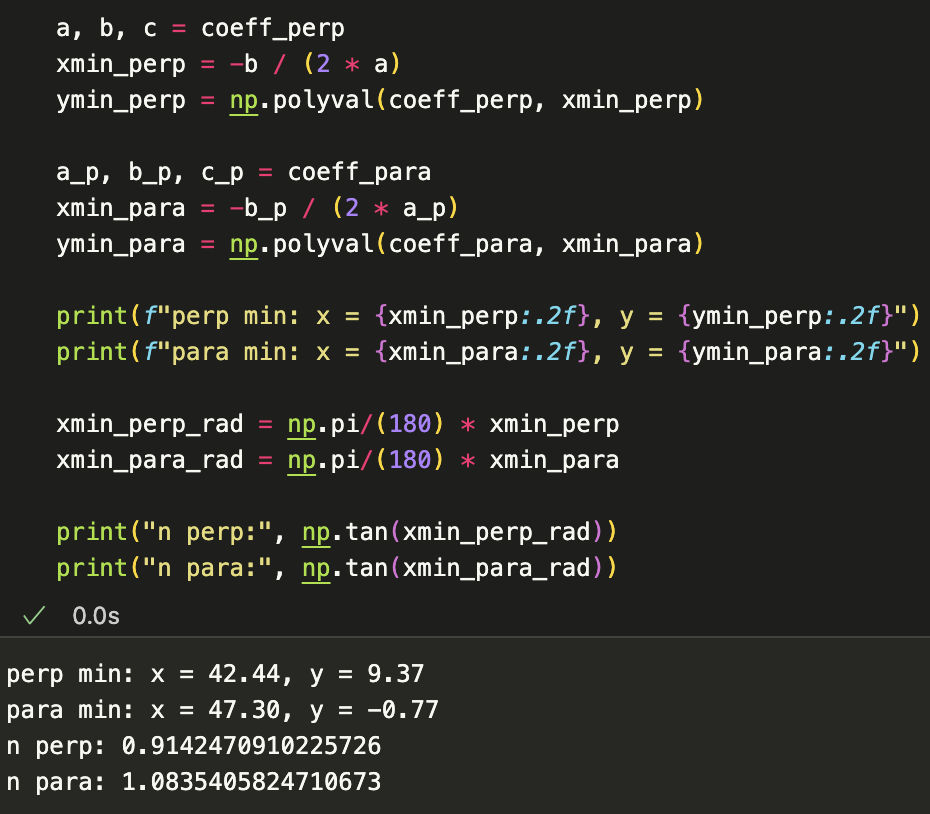 a, b, c = coeff_perp
xmin_perp = -b / (2 * a)
ymin_perp = np.polyval(coeff_perp, xmin_perp)
a_p, b_p, c_p = coeff_para
xmin_para = -b_p / (2 * a_p)
ymin_para = np.polyval(coeff_para, xmin_para)
print(f"perp min: x = {xmin_perp:.2f}, y = {ymin_perp:.2f}")
print(f"para min: x = {xmin_para:.2f}, y = {ymin_para:.2f}")
xmin_perp_rad = np.pi/(180) * xmin_perp
xmin_para_rad = np.pi/(180) * xmin_para
print("n perp:", np.tan(xmin_perp_rad))
print("n para:", np.tan(xmin_para_rad))
0.0s
perp min: x = 42.44, y = 9.37
para min: x = 47.30, y = -0.77
n perp: 0.9142470910225726
n para: 1.0835405824710673